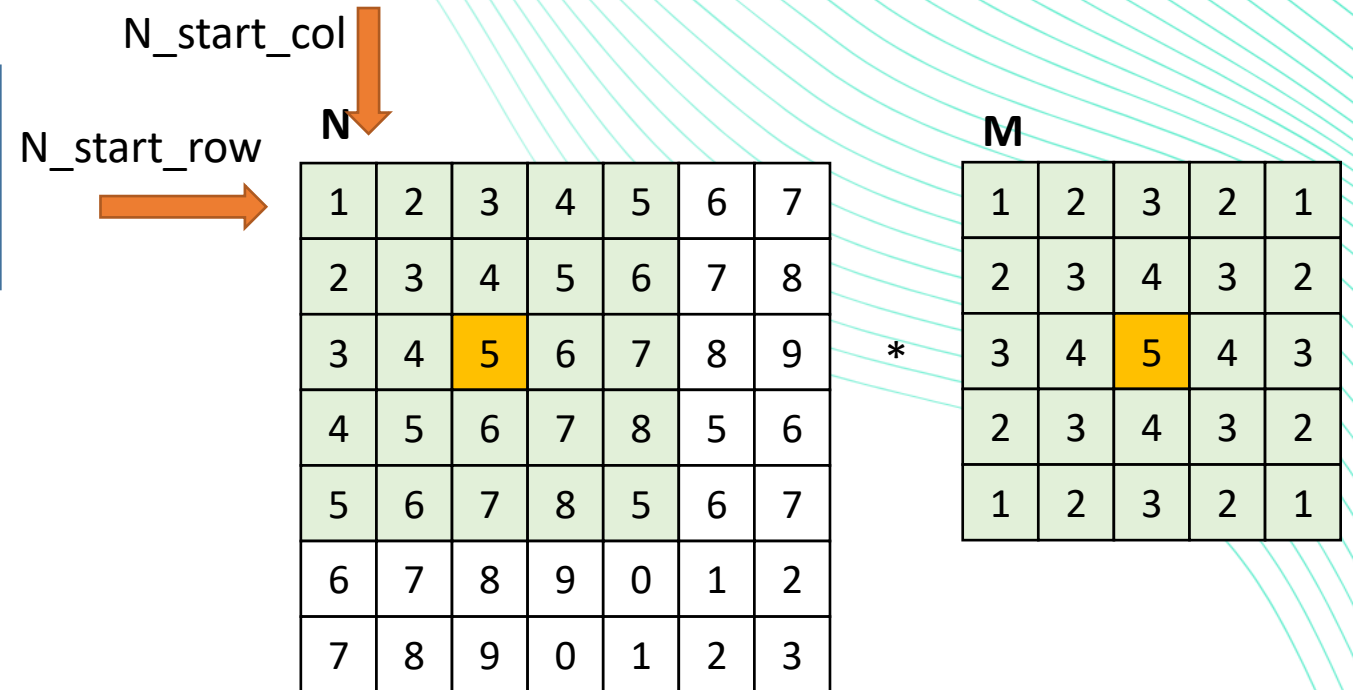 N_start_col
N_start_row
N
M
1 2 3 4 5 6 7
2 3 4 5 6 7 8
3 4 5 6 7 8 9
4 5 6 7 8 5 6
5 6 7 8 5 6 7
6 7 8 9 0 1 2
7 8 9 0 1 2 3
*
1 2 3 2 1
2 3 4 3 2
3 4 5 4 3
2 3 4 3 2
1 2 3 2 1